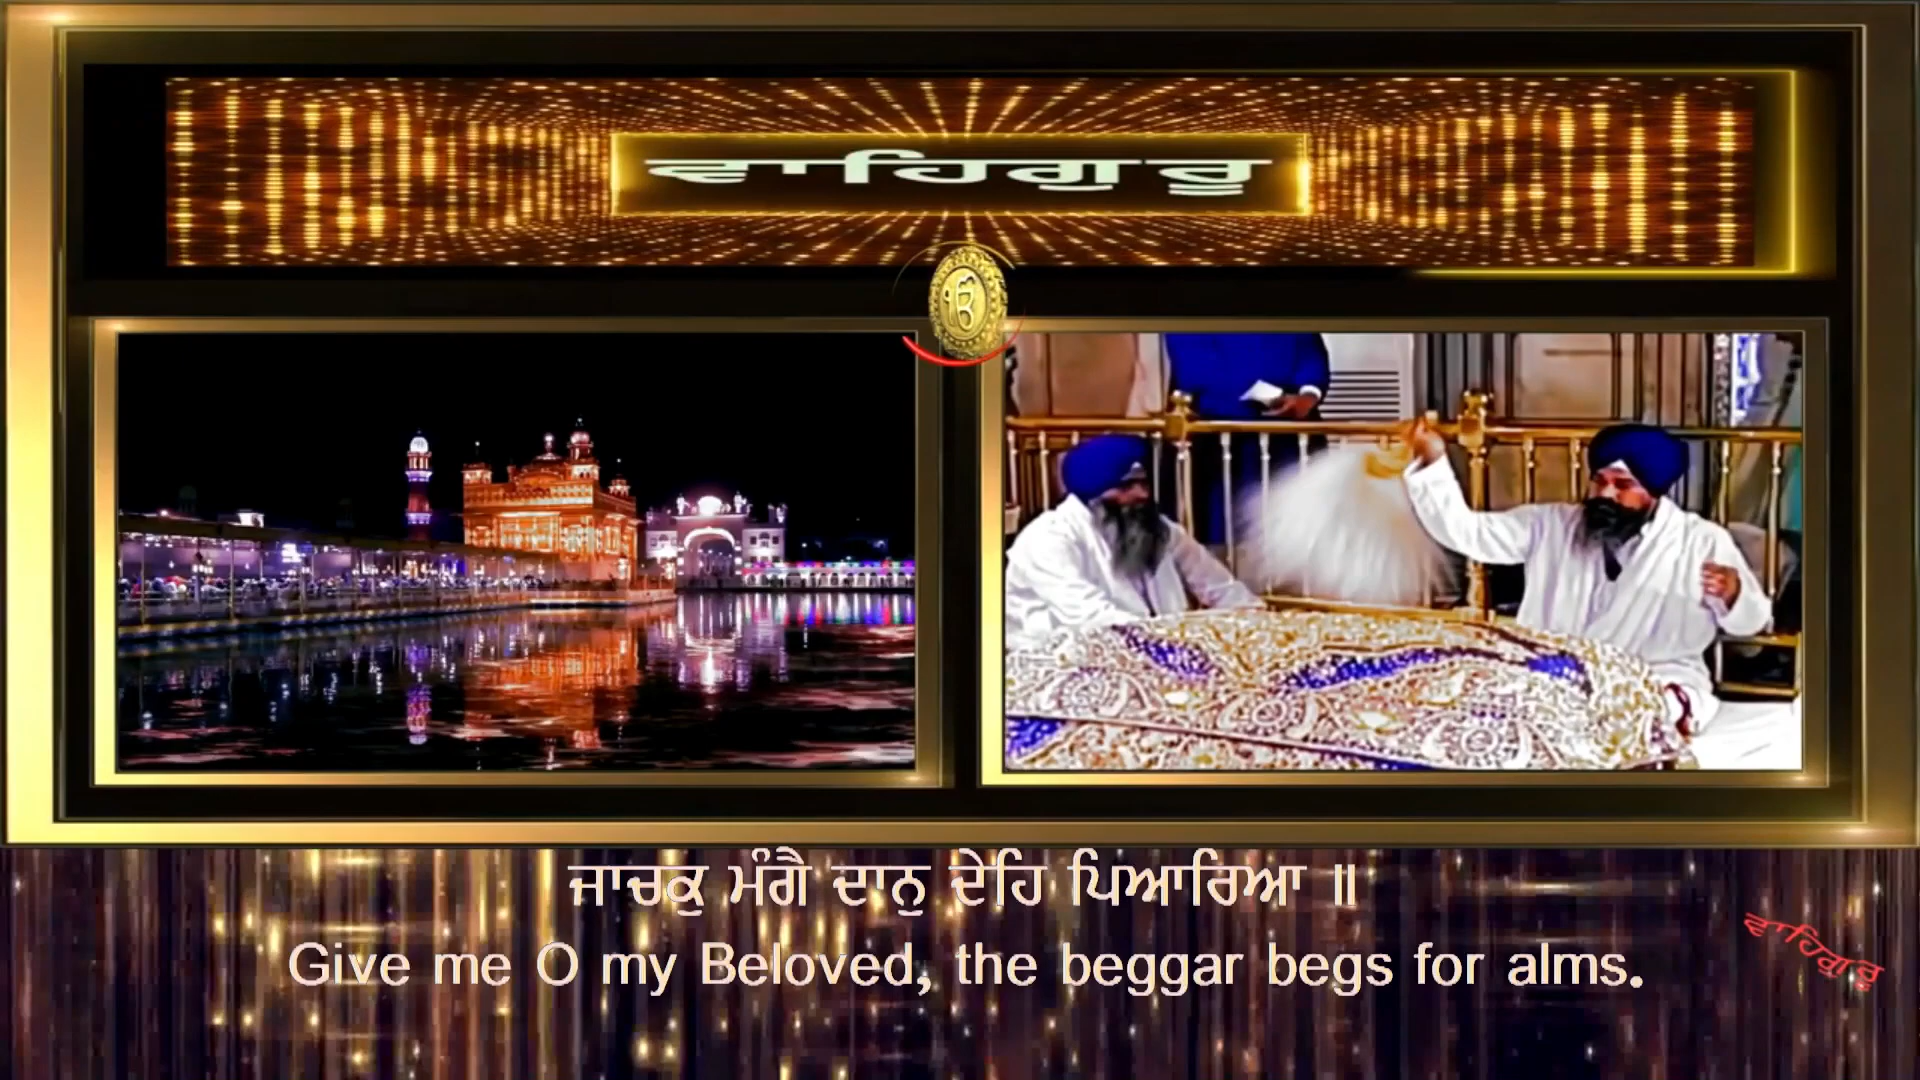 ਵਾਹਿਗੁਰੂ
ੴ
ਜਾਚਕੁ ਮੰਗੈ ਦਾਨੁ ਦੇਹਿ ਪਿਆਰਿਆ ॥
Give me O my Beloved, the beggar begs for alms.
ਵਾਹਿਗੁਰੂ